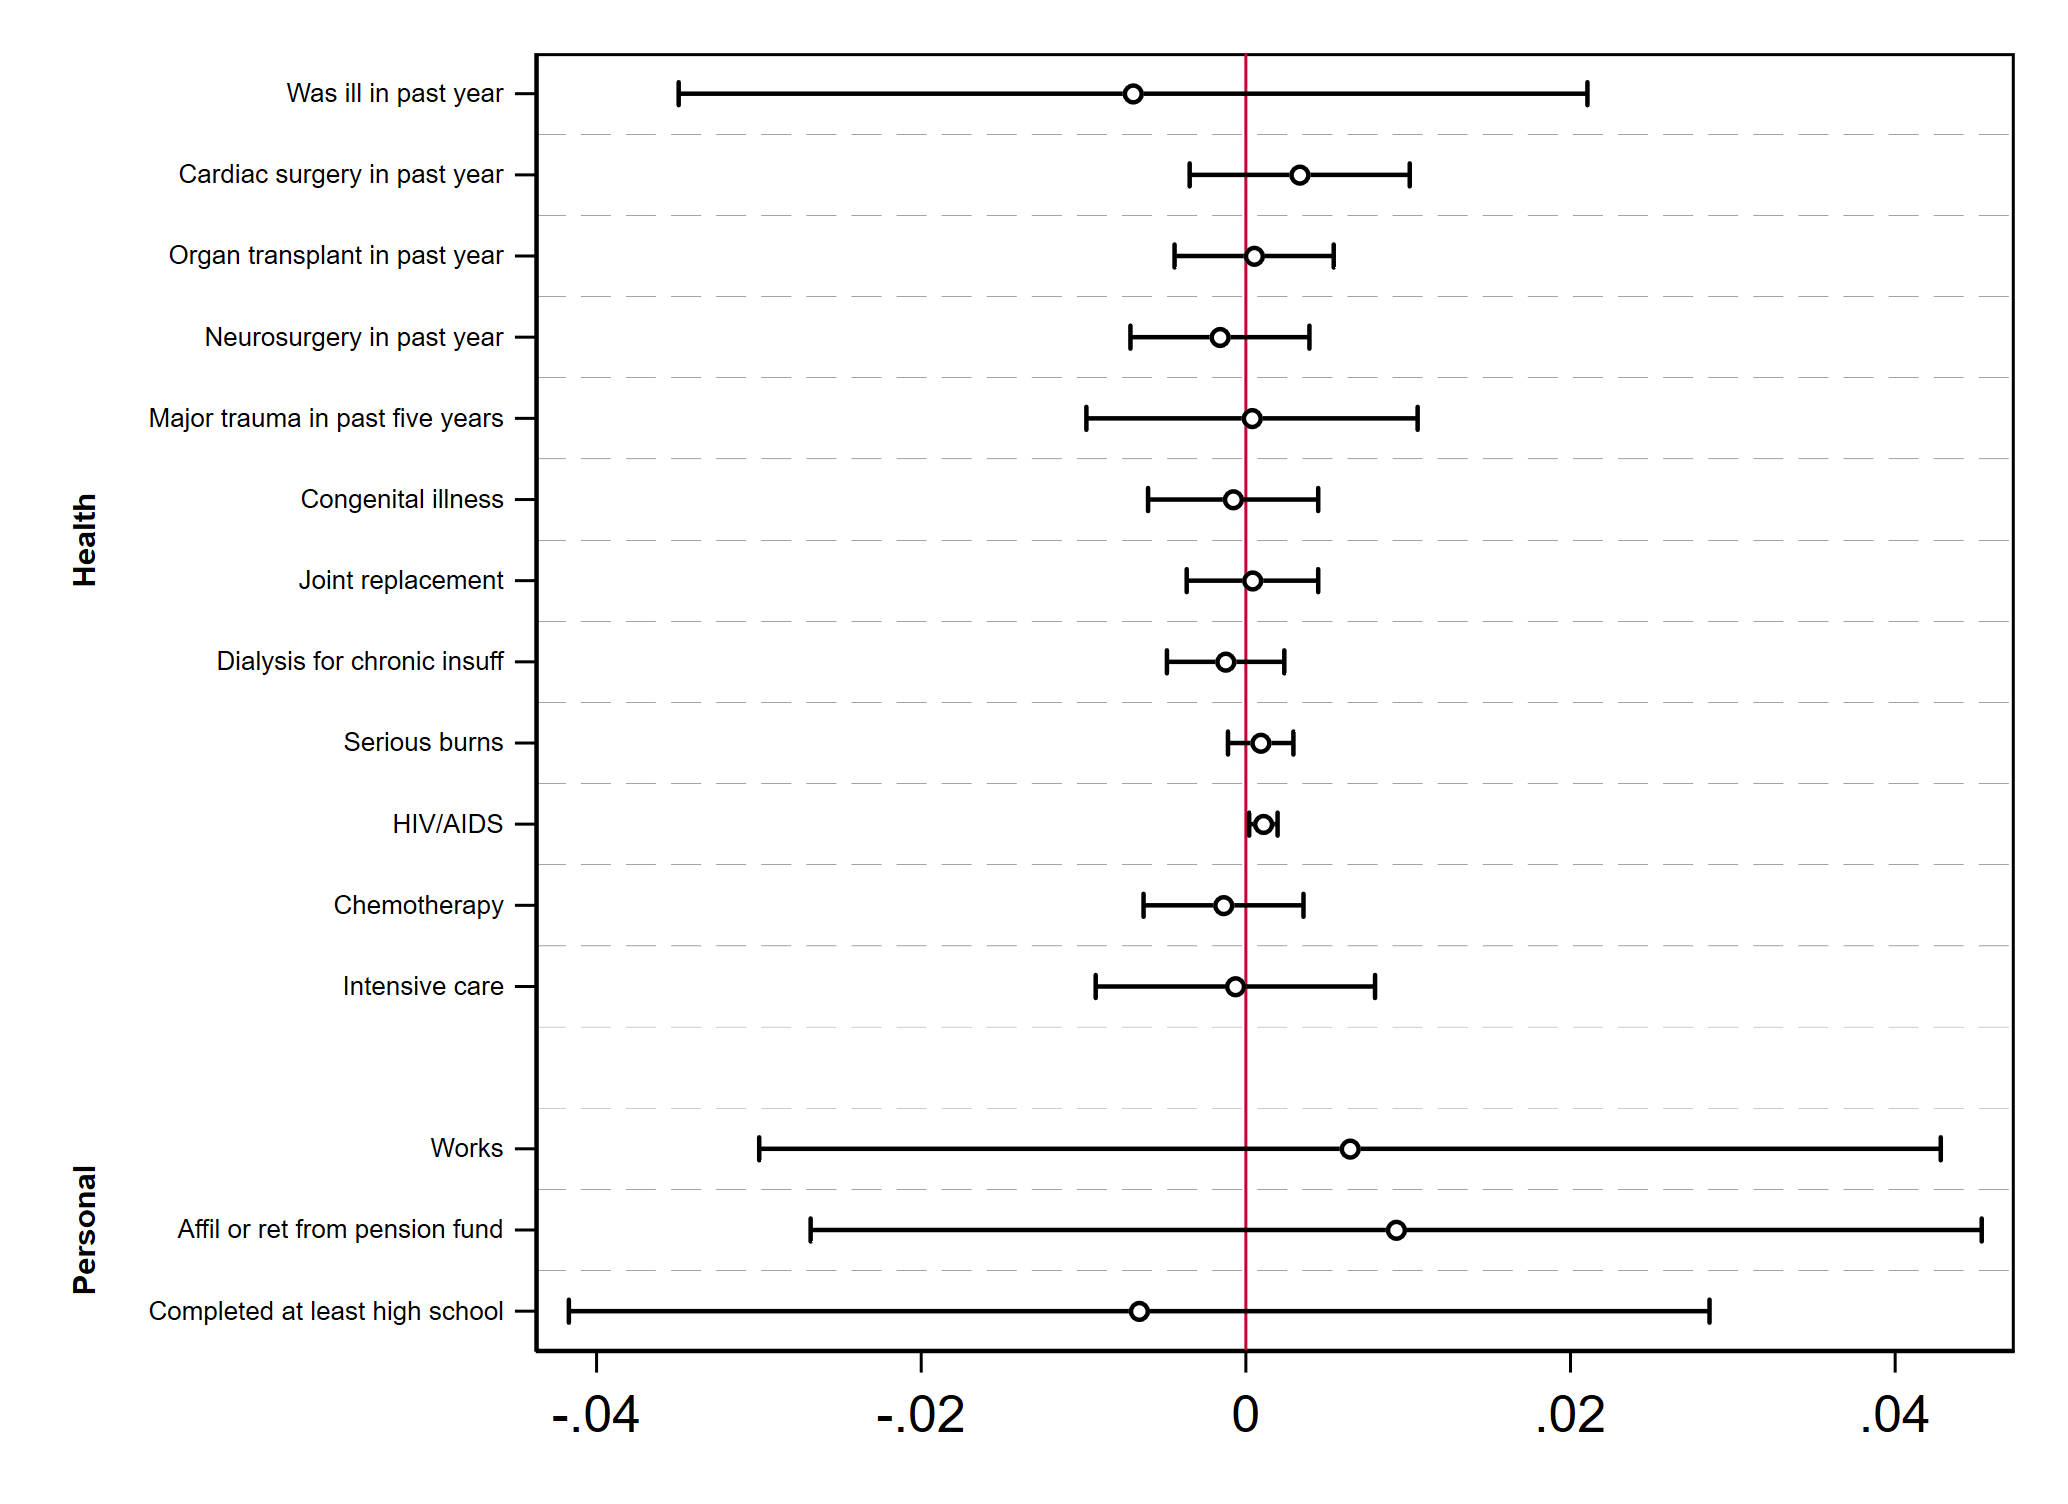 Health
Was ill in past year
Cardiac surgery in past year
Organ transplant in past year
Neurosurgery in past year
Major trauma in past five years
Congenital illness
Joint replacement
Dialysis for chronic insuff
Serious burns
HIV/AIDS
Chemotherapy
Intensive care
Personal
Works
Affil or ret from pension fund
Completed at least high school
-.04 -.02 0 .02 .04